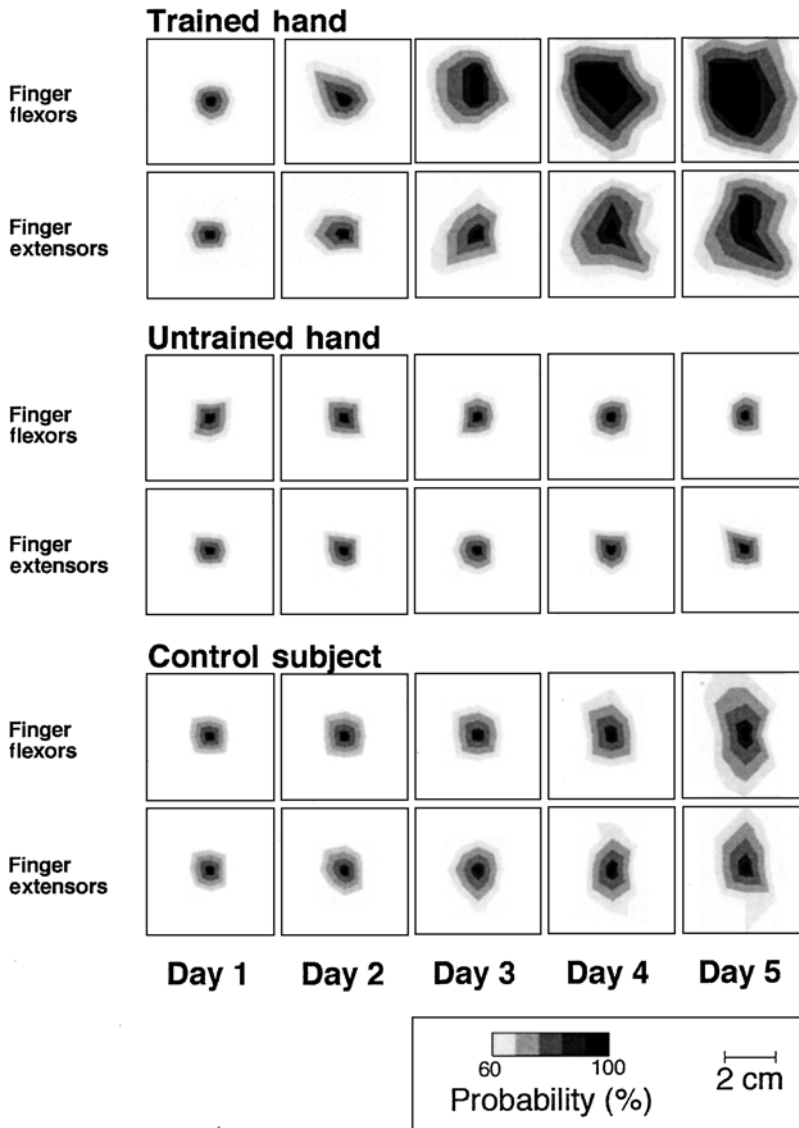 Trained hand
Finger
flexors
Finger
extensors
Untrained hand
Finger
flexors
Finger
extensors
Control subject
Finger
flexors
Finger
extensors
Day 1 Day 2 Day 3 Day 4 Day 5
60 100
Probability (%)
2 cm